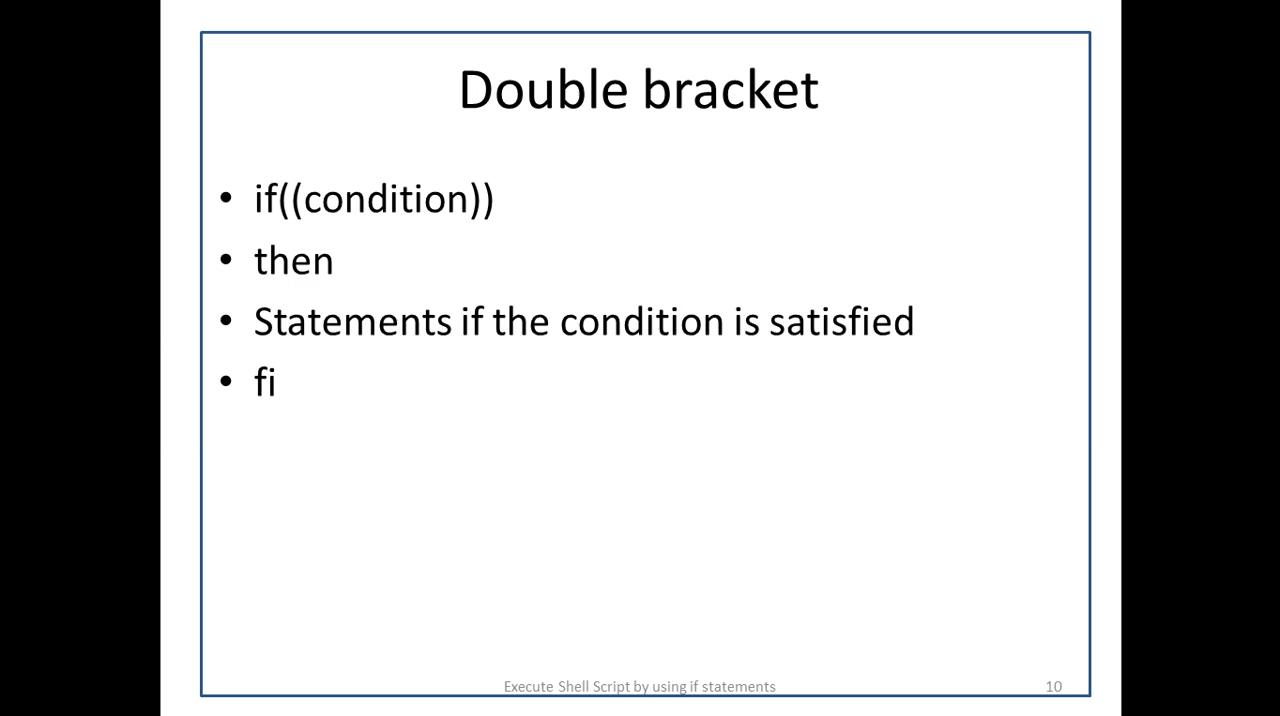 Double bracket
• if((condition))
• then
• Statements if the condition is satisfied
• fi
Execute Shell Script by using if statements
10